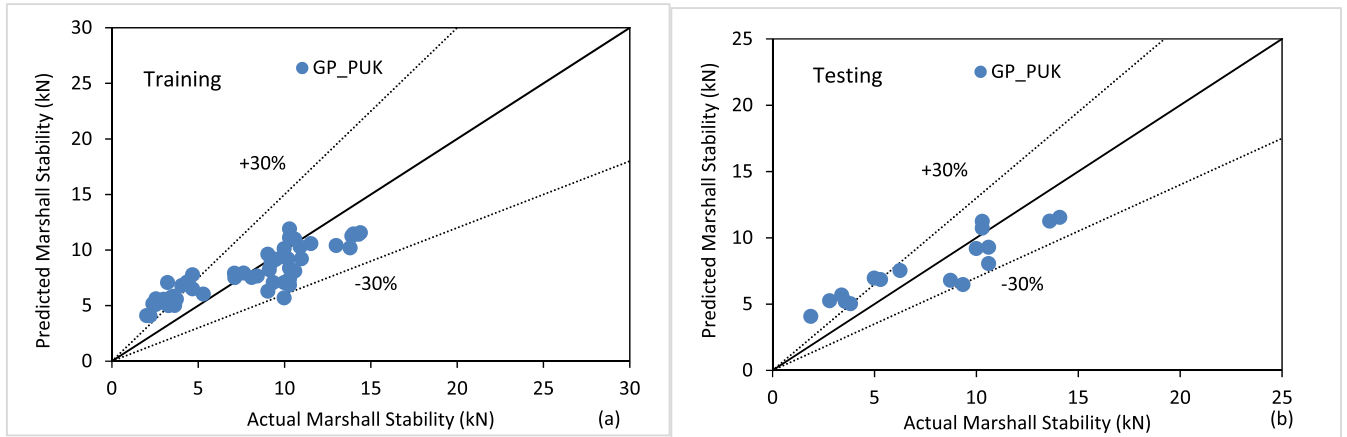 30
25
20
15
10
5
0
0 5 10 15 20 25 30
Predicted Marshall Stability (kN)
Actual Marshall Stability (kN)
(a)
Training
GP_PUK
+30%
-30%
25
20
15
10
5
0
0 5 10 15 20 25
Predicted Marshall Stability (kN)
Actual Marshall Stability (kN)
(b)
Testing
GP_PUK
+30%
-30%